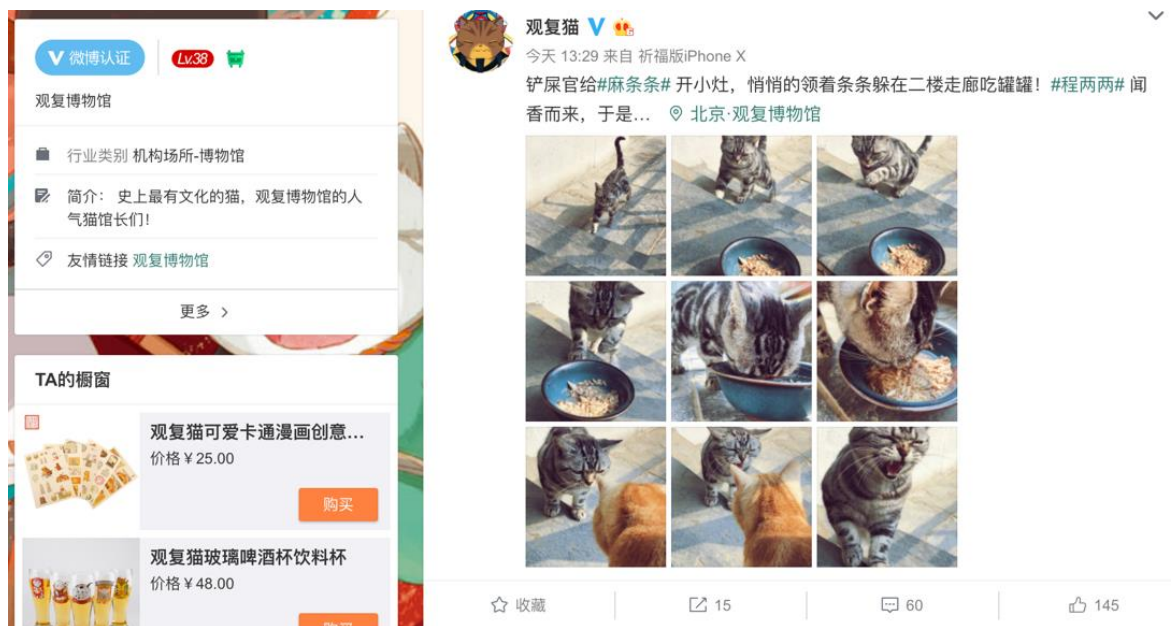 微博认证
Lv.38
观复博物馆
行业类别 机构场所-博物馆
简介： 史上最有文化的猫，观复博物馆的人
气猫馆长们！
友情链接 观复博物馆
更多 >
TA的橱窗
观复猫可爱卡通漫画创意...
价格￥25.00
购买
观复猫玻璃啤酒杯饮料杯
价格￥48.00
购买
观复猫
今天 13:29 来自 祈福版iPhone X
铲屎官给#麻条条# 开小灶，悄悄的领着条条躲在二楼走廊吃罐罐！#程两两# 闻
香而来，于是... 北京·观复博物馆
收藏
15
60
145